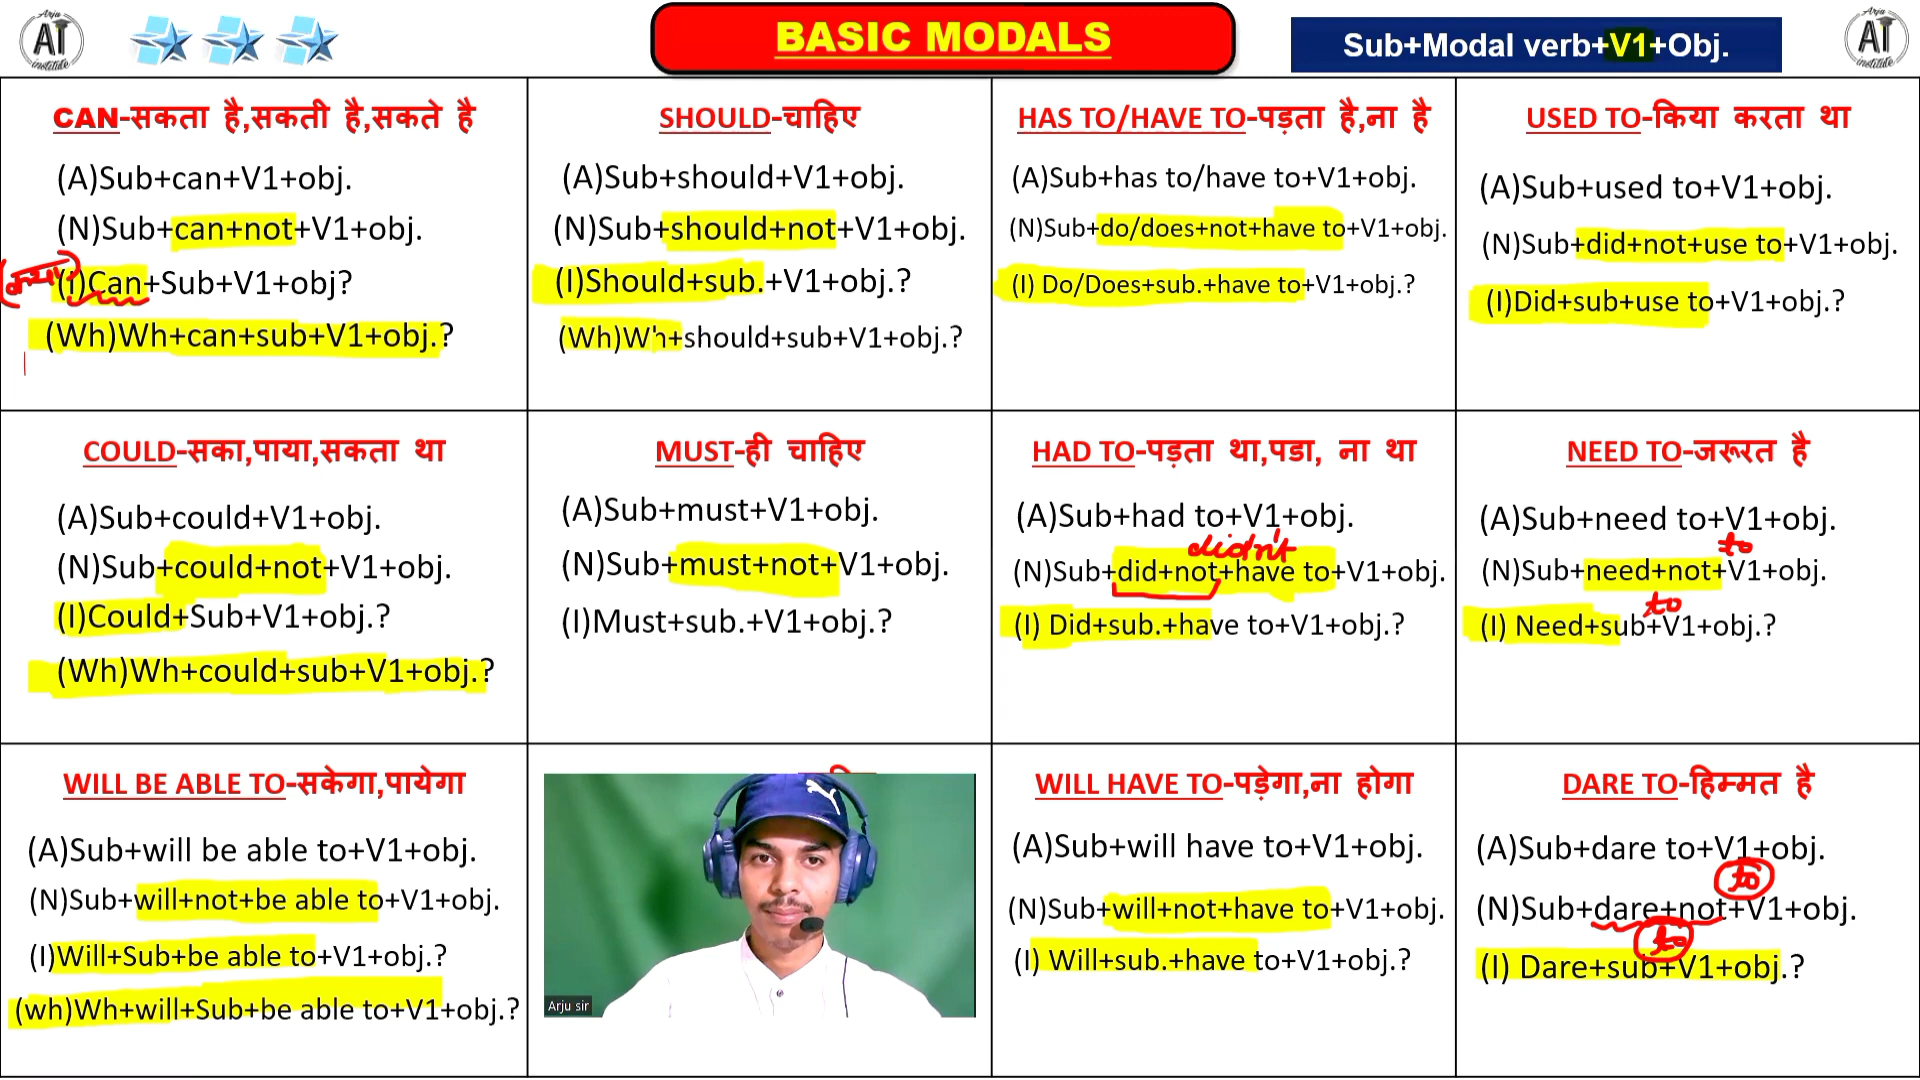 Arju
AT
institute
BASIC MODALS
Sub+Modal verb+V1+Obj.
Arju
AT
institute
CAN-सकता है,सकती है,सकते है
(A)Sub+can+V1+obj.
(N)Sub+can+not+V1+obj.
(I)Can+Sub+V1+obj?
(Wh)Wh+can+sub+V1+obj.?
SHOULD-चाहिए
(A)Sub+should+V1+obj.
(N)Sub+should+not+V1+obj.
(I)Should+sub.+V1+obj.?
(Wh)Wh+should+sub+V1+obj.?
HAS TO/HAVE TO-पड़ता है,ना है
(A)Sub+has to/have to+V1+obj.
(N)Sub+do/does+not+have to+V1+obj.
(I) Do/Does+sub.+have to+V1+obj.?
USED TO-किया करता था
(A)Sub+used to+V1+obj.
(N)Sub+did+not+use to+V1+obj.
(I)Did+sub+use to+V1+obj.?
COULD-सका,पाया,सकता था
(A)Sub+could+V1+obj.
(N)Sub+could+not+V1+obj.
(I)Could+Sub+V1+obj.?
(Wh)Wh+could+sub+V1+obj.?
MUST-ही चाहिए
(A)Sub+must+V1+obj.
(N)Sub+must+not+V1+obj.
(I)Must+sub.+V1+obj.?
HAD TO-पड़ता था,पडा, ना था
(A)Sub+had to+V1+obj.
didn't
(N)Sub+did+not+have to+V1+obj.
(I) Did+sub.+have to+V1+obj.?
NEED TO-जरूरत है
(A)Sub+need to+V1+obj.
to
(N)Sub+need+not+V1+obj.
to
(I) Need+sub+V1+obj.?
WILL BE ABLE TO-सकेगा,पायेगा
(A)Sub+will be able to+V1+obj.
(N)Sub+will+not+be able to+V1+obj.
(I)Will+Sub+be able to+V1+obj.?
(wh)Wh+will+Sub+be able to+V1+obj.?
Arju sir
WILL HAVE TO-पड़ेगा,ना होगा
(A)Sub+will have to+V1+obj.
(N)Sub+will+not+have to+V1+obj.
(I) Will+sub.+have to+V1+obj.?
DARE TO-हिम्मत है
(A)Sub+dare to+V1+obj.
to
(N)Sub+dare+not+V1+obj.
to
(I) Dare+sub+V1+obj.?